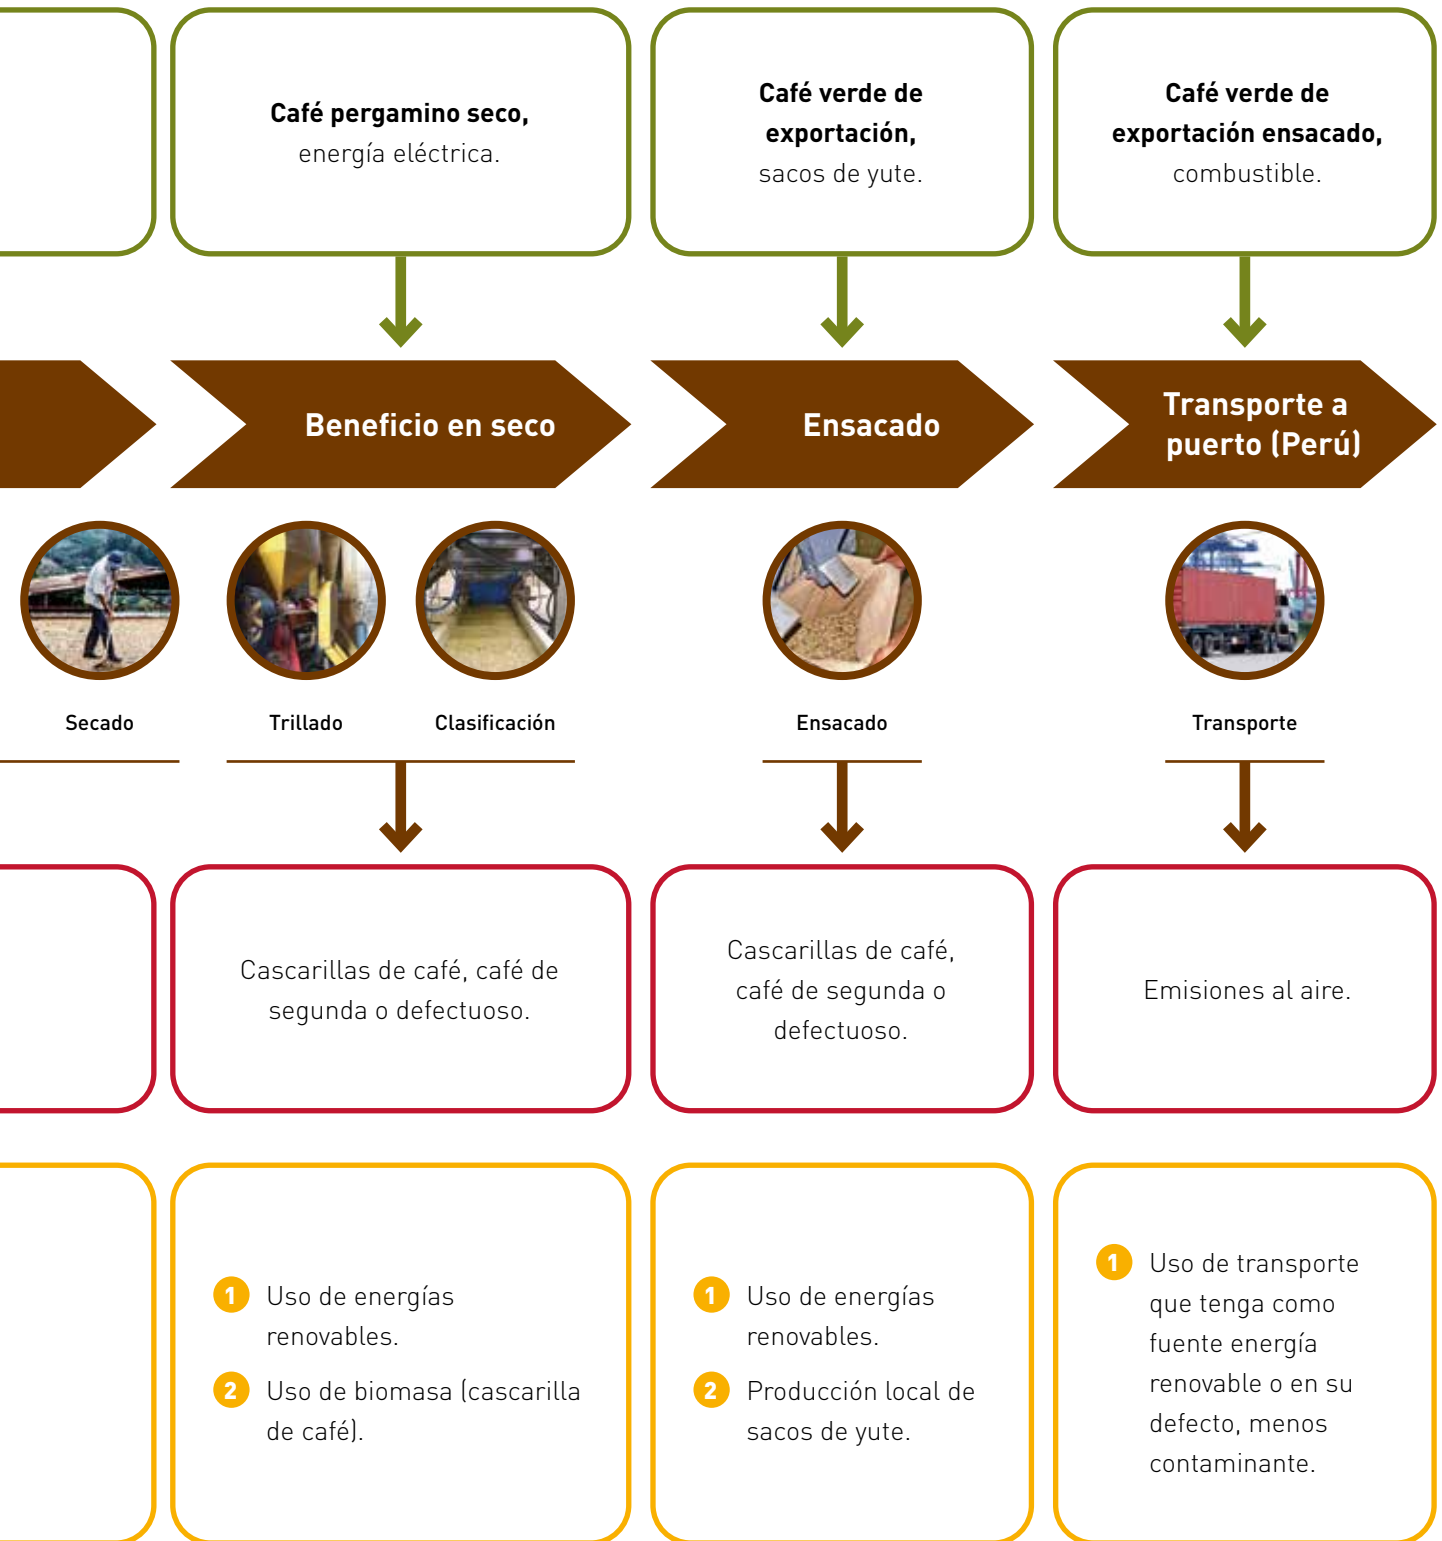 Café pergamino seco,
energía eléctrica.
Café verde de
exportación,
sacos de yute.
Café verde de
exportación ensacado,
combustible.
Beneficio en seco
Ensacado
Transporte a
puerto (Perú)
Secado
Trillado
Clasificación
Ensacado
Transporte
Cascarillas de café, café de
segunda o defectuoso.
Cascarillas de café,
café de segunda o
defectuoso.
Emisiones al aire.
1 Uso de energías
renovables.
2 Uso de biomasa (cascarilla
de café).
1 Uso de energías
renovables.
2 Producción local de
sacos de yute.
1 Uso de transporte
que tenga como
fuente energía
renovable o en su
defecto, menos
contaminante.